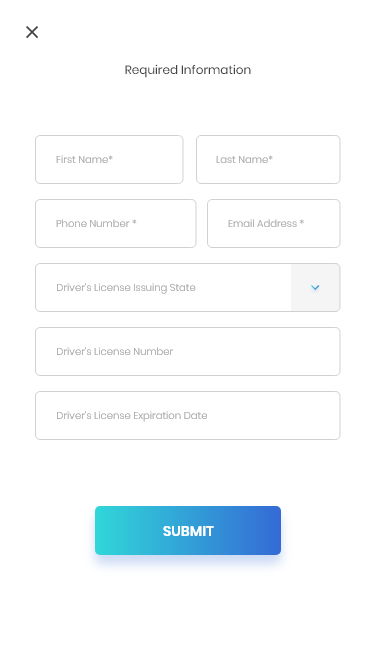 Required Information
First Name*
Last Name*
Phone Number *
Email Address *
Driver's License Issuing State
Driver's License Number
Driver's License Expiration Date
SUBMIT